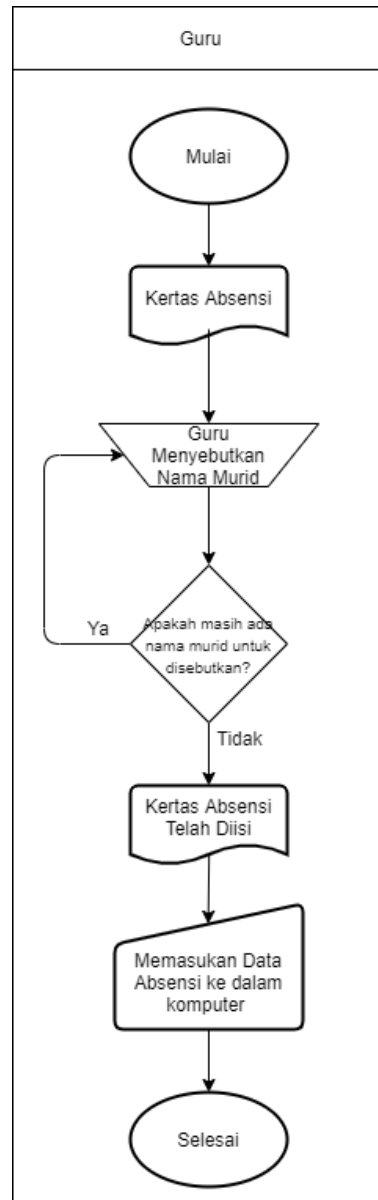 Guru
Mulai
Kertas Absensi
Guru
Menyebutkan
Nama Murid
Apakah masih ada
nama murid untuk
disebutkan?
Ya
Tidak
Kertas Absensi
Telah Diisi
Memasukan Data
Absensi ke dalam
komputer
Selesai